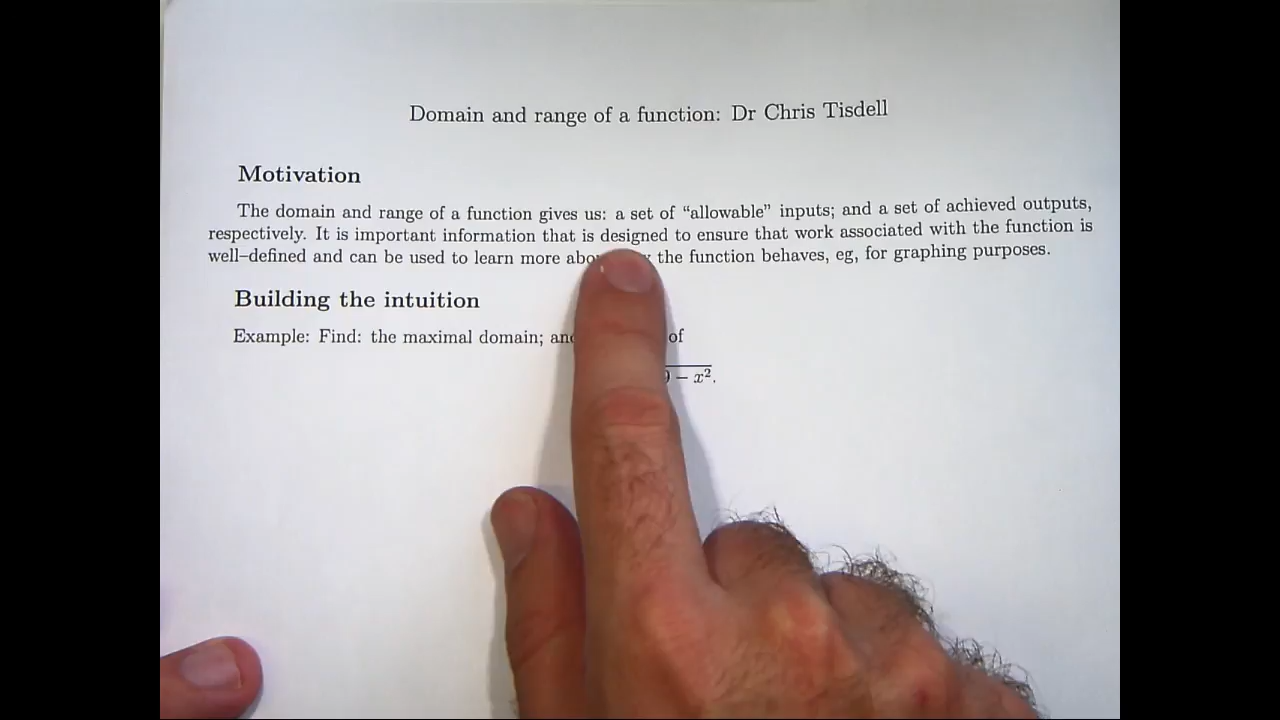 Domain and range of a function: Dr Chris Tisdell
Motivation
The domain and range of a function gives us: a set of “allowable” inputs; and a set of achieved outputs,
respectively. It is important information that is designed to ensure that work associated with the function is
well–defined and can be used to learn more the function behaves, eg, for graphing purposes.
Building the intuition
Example: Find: the maximal domain; of
− x².